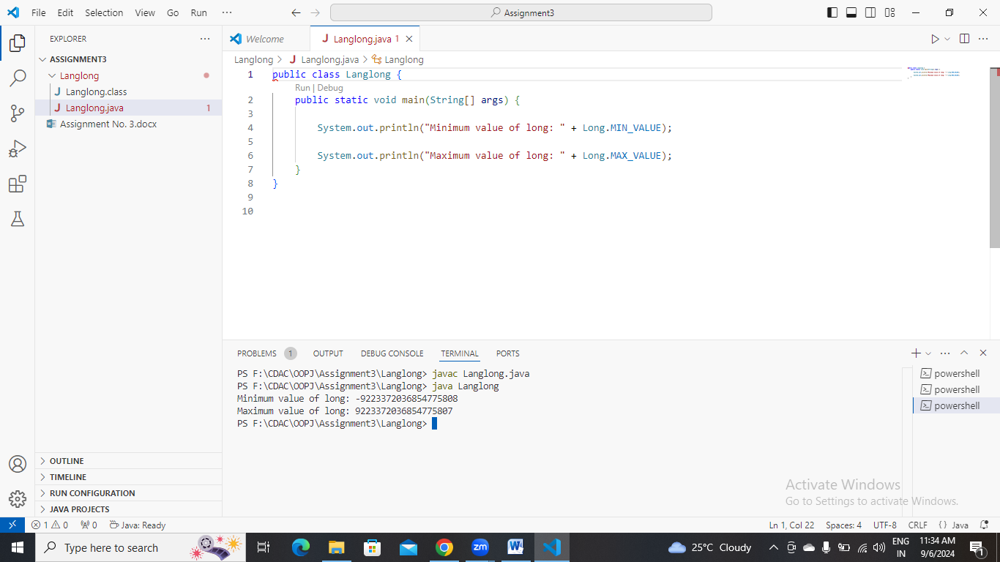 File Edit Selection View Go Run ···
Assignment3
EXPLORER ···
Welcome
Langlong.java 1
ASSIGNMENT3
Langlong
Langlong.class
Langlong.java 1
Assignment No. 3.docx
Langlong > Langlong.java > Langlong
1 public class Langlong {
Run | Debug
2 public static void main(String[] args) {
3
4 System.out.println("Minimum value of long: " + Long.MIN_VALUE);
5
6 System.out.println("Maximum value of long: " + Long.MAX_VALUE);
7 }
8 }
9
10
PROBLEMS 1 OUTPUT DEBUG CONSOLE TERMINAL PORTS
PS F:\CDAC\OOPJ\Assignment3\Langlong> javac Langlong.java
PS F:\CDAC\OOPJ\Assignment3\Langlong> java Langlong
Minimum value of long: -9223372036854775808
Maximum value of long: 9223372036854775807
PS F:\CDAC\OOPJ\Assignment3\Langlong>
powershell
powershell
powershell
OUTLINE
TIMELINE
RUN CONFIGURATION
JAVA PROJECTS
Activate Windows
Go to Settings to activate Windows.
1 0 0 Java: Ready
Ln 1, Col 22 Spaces: 4 UTF-8 CRLF {} Java
Type here to search
zm
25°C Cloudy
ENG
IN
11:34 AM
9/6/2024
1